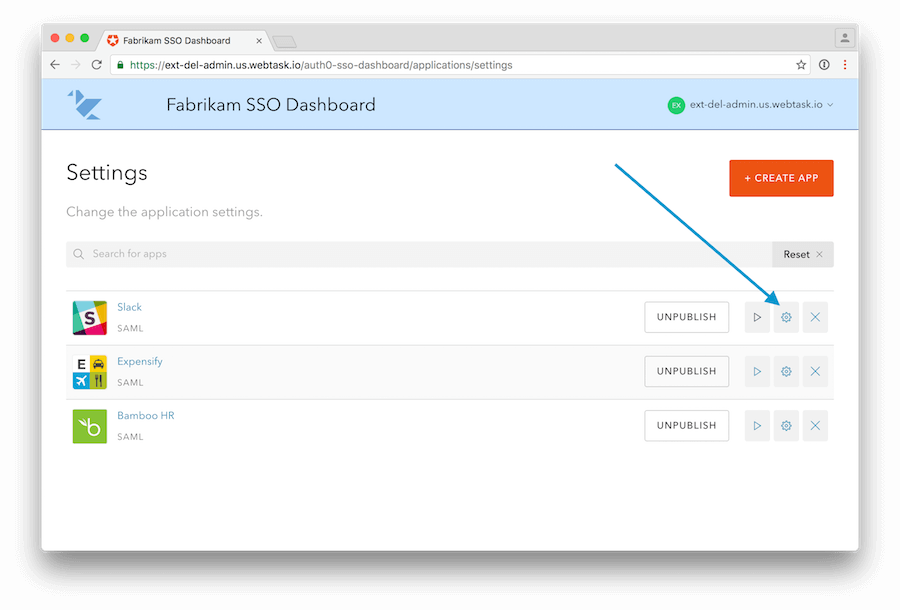 Fabrikam SSO Dashboard
https://ext-del-admin.us.webtask.io/auth0-sso-dashboard/applications/settings
Fabrikam SSO Dashboard
EX ext-del-admin.us.webtask.io
Settings
+ CREATE APP
Change the application settings.
Search for apps
Reset
S
Slack
SAML
UNPUBLISH
E
Expensify
SAML
UNPUBLISH
b
Bamboo HR
SAML
UNPUBLISH